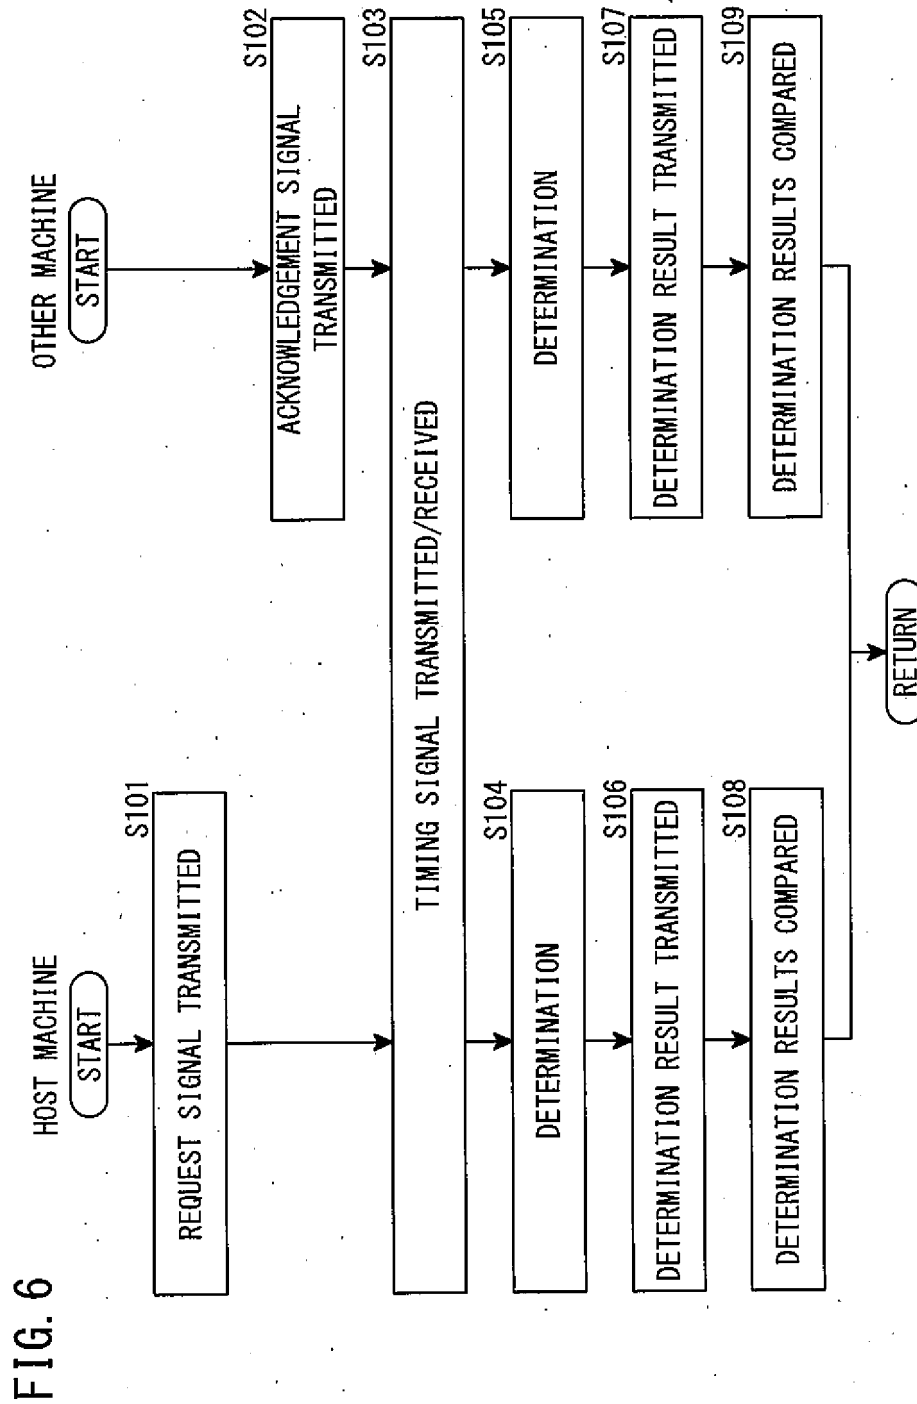 FIG. 6
HOST MACHINE
START
OTHER MACHINE
START
S101
REQUEST SIGNAL TRANSMITTED
S102
ACKNOWLEDGEMENT SIGNAL
TRANSMITTED
S103
TIMING SIGNAL TRANSMITTED/RECEIVED
S104
DETERMINATION
S105
DETERMINATION
S106
DETERMINATION RESULT TRANSMITTED
S107
DETERMINATION RESULT TRANSMITTED
S108
DETERMINATION RESULTS COMPARED
S109
DETERMINATION RESULTS COMPARED
RETURN